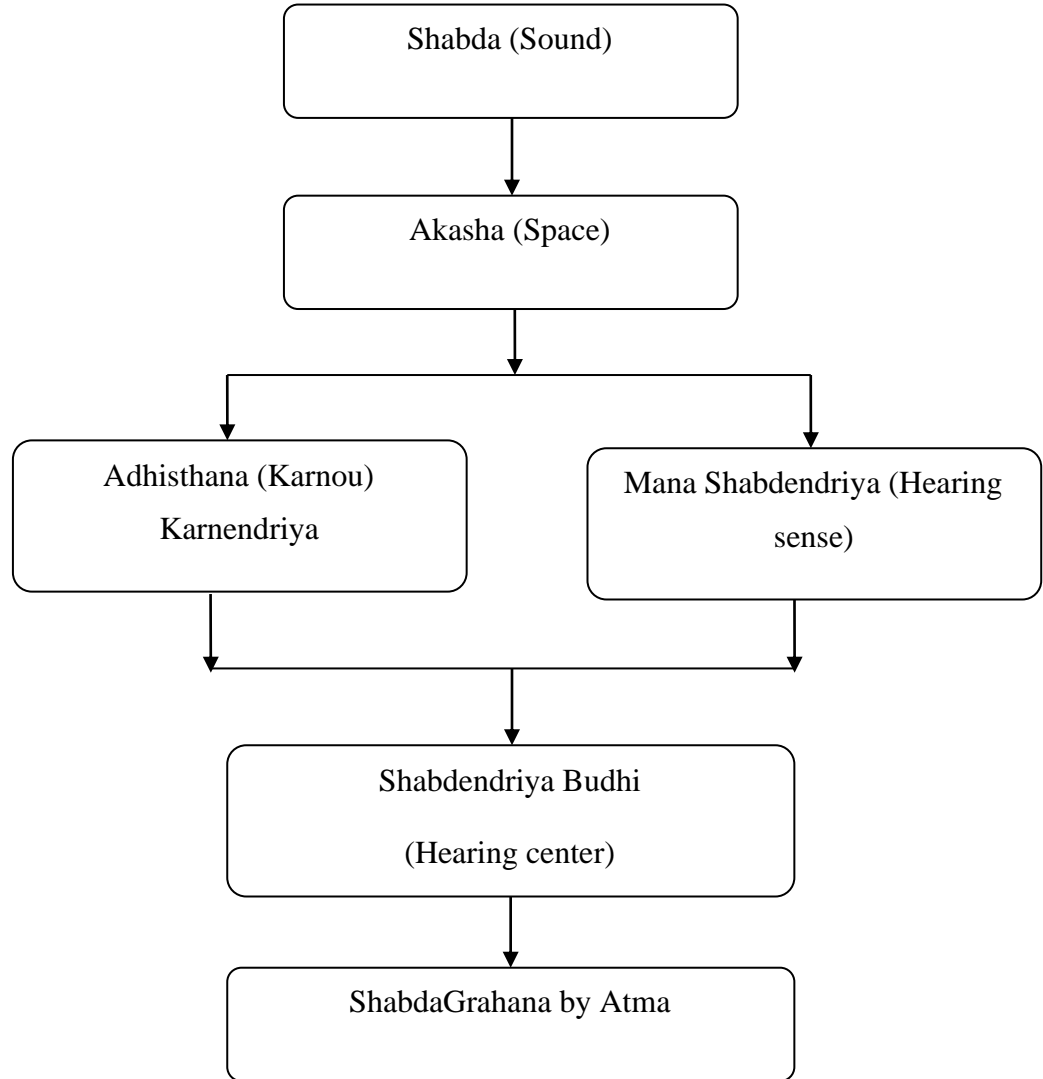 Shabda (Sound)
Akasha (Space)
Adhisthana (Karnou)
Karnendriya
Mana Shabdendriya (Hearing
sense)
Shabdendriya Budhi
(Hearing center)
ShabdaGrahana by Atma